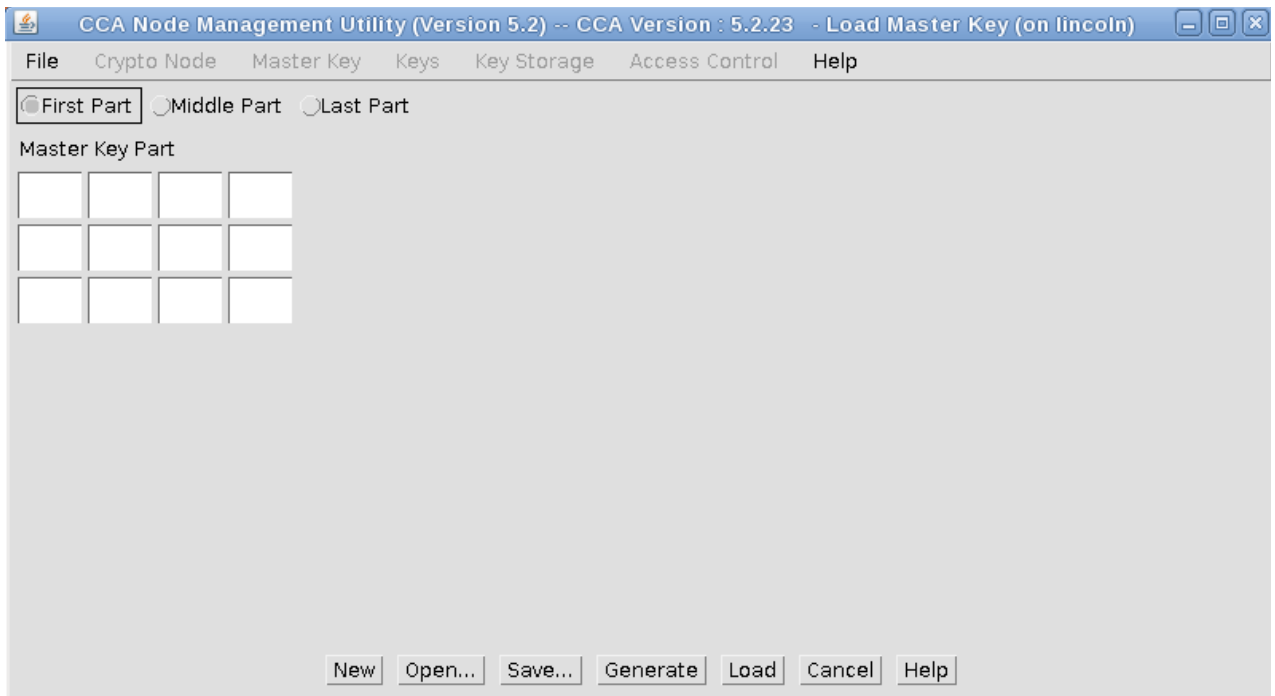 CCA Node Management Utility (Version 5.2) -- CCA Version : 5.2.23 - Load Master Key (on lincoln)
File Crypto Node Master Key Keys Key Storage Access Control Help
First Part Middle Part Last Part
Master Key Part
New Open... Save... Generate Load Cancel Help